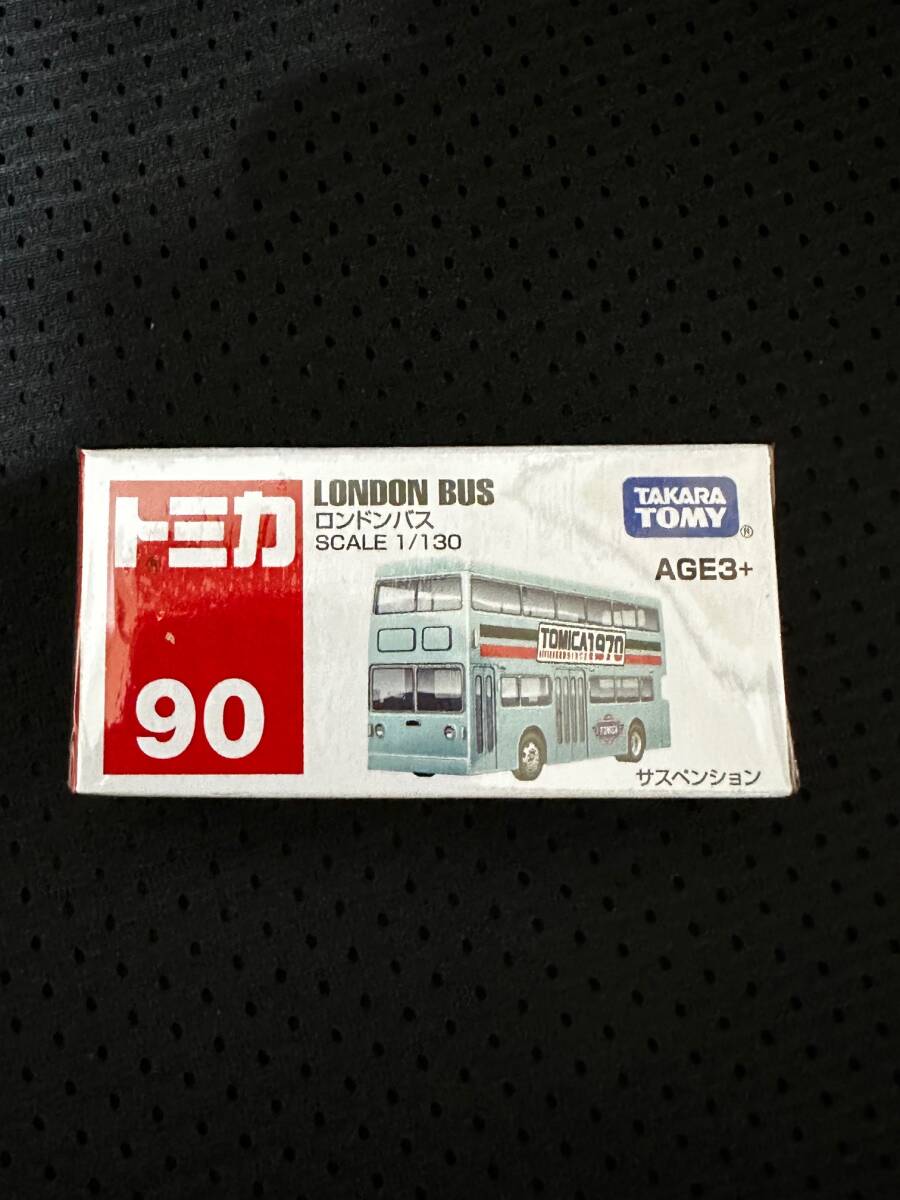 トミカ
90
LONDON BUS
ロンドンバス
SCALE 1/130
TAKARA
TOMY
®
AGE3+
TOMICA1970
TOMICA
サスペンション